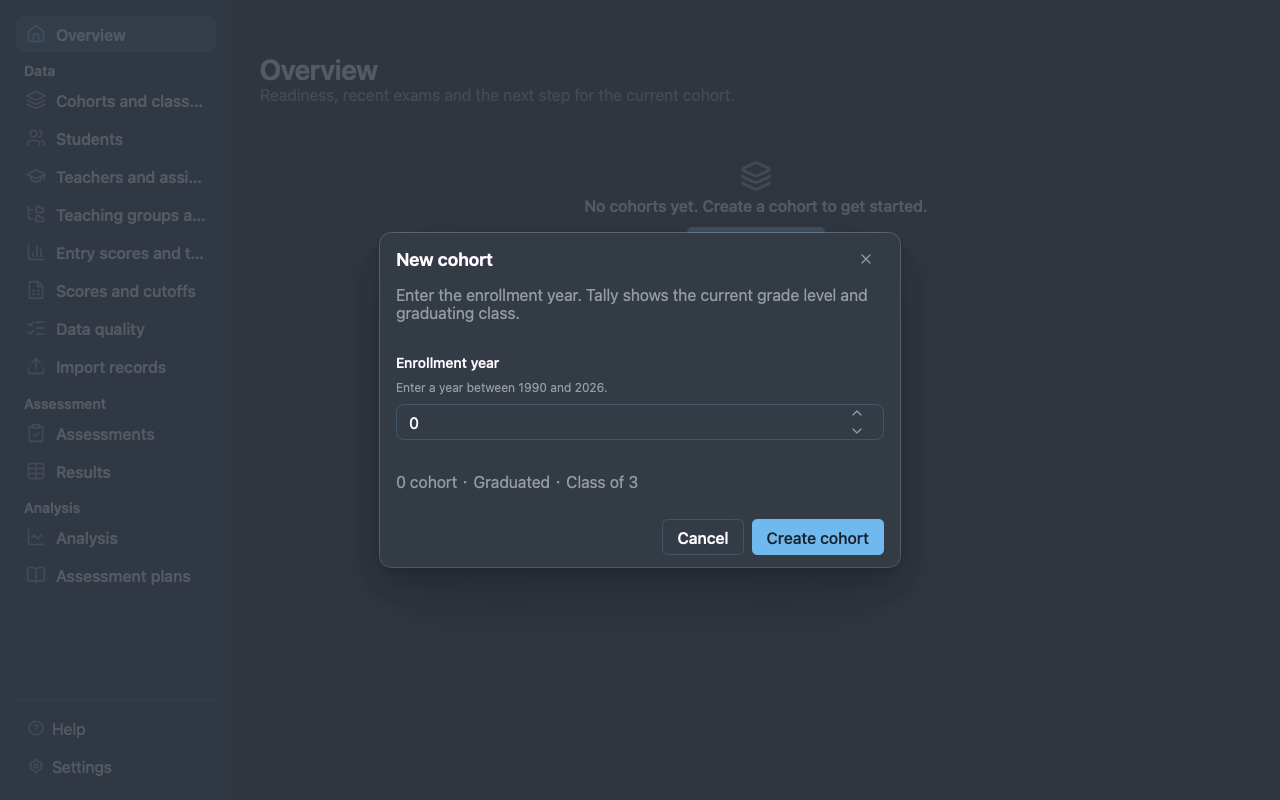 Overview
Data
Cohorts and class...
Students
Teachers and assi...
Teaching groups a...
Entry scores and t...
Scores and cutoffs
Data quality
Import records
Assessment
Assessments
Results
Analysis
Analysis
Assessment plans
Help
Settings
Overview
Readiness, recent exams and the next step for the current cohort.
No cohorts yet. Create a cohort to get started.
New cohort
Enter the enrollment year. Tally shows the current grade level and
graduating class.
Enrollment year
Enter a year between 1990 and 2026.
0
0 cohort · Graduated · Class of 3
Cancel
Create cohort